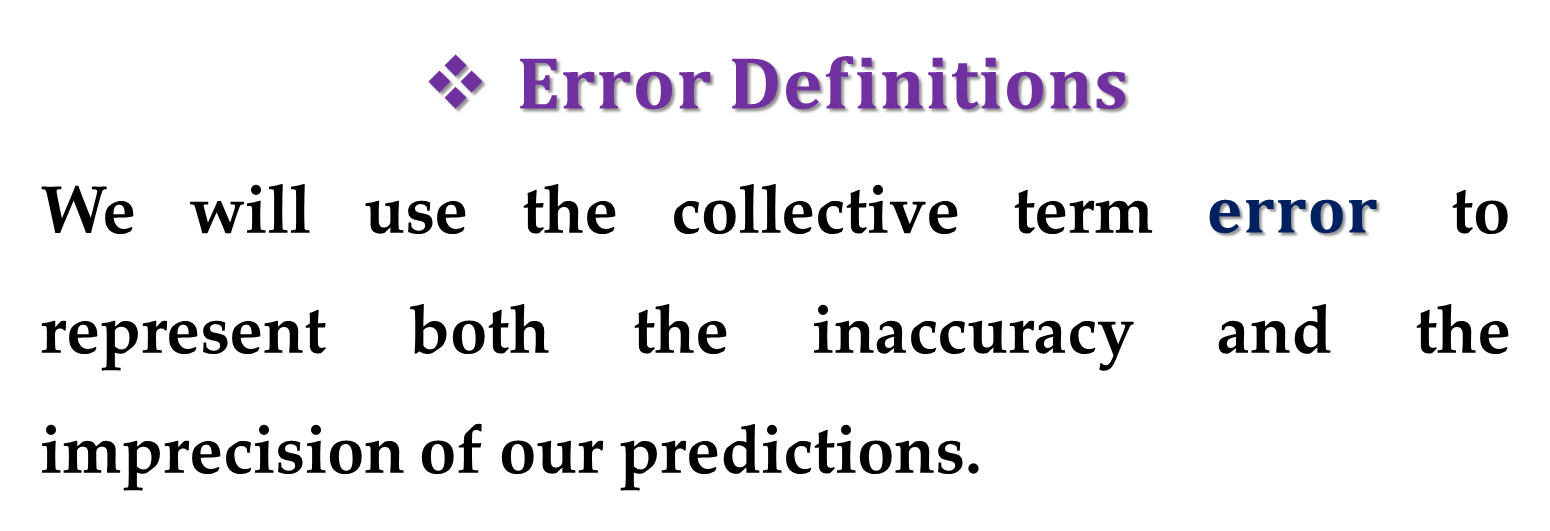 ❖ Error Definitions
We will use the collective term error to
represent both the inaccuracy and the
imprecision of our predictions.